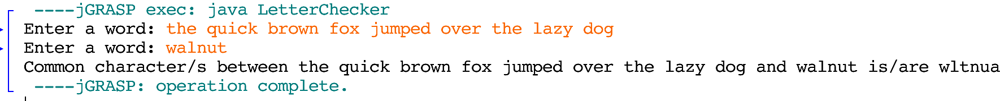 ----jGRASP exec: java LetterChecker
Enter a word: the quick brown fox jumped over the lazy dog
Enter a word: walnut
Common character/s between the quick brown fox jumped over the lazy dog and walnut is/are wltnua
----jGRASP: operation complete.